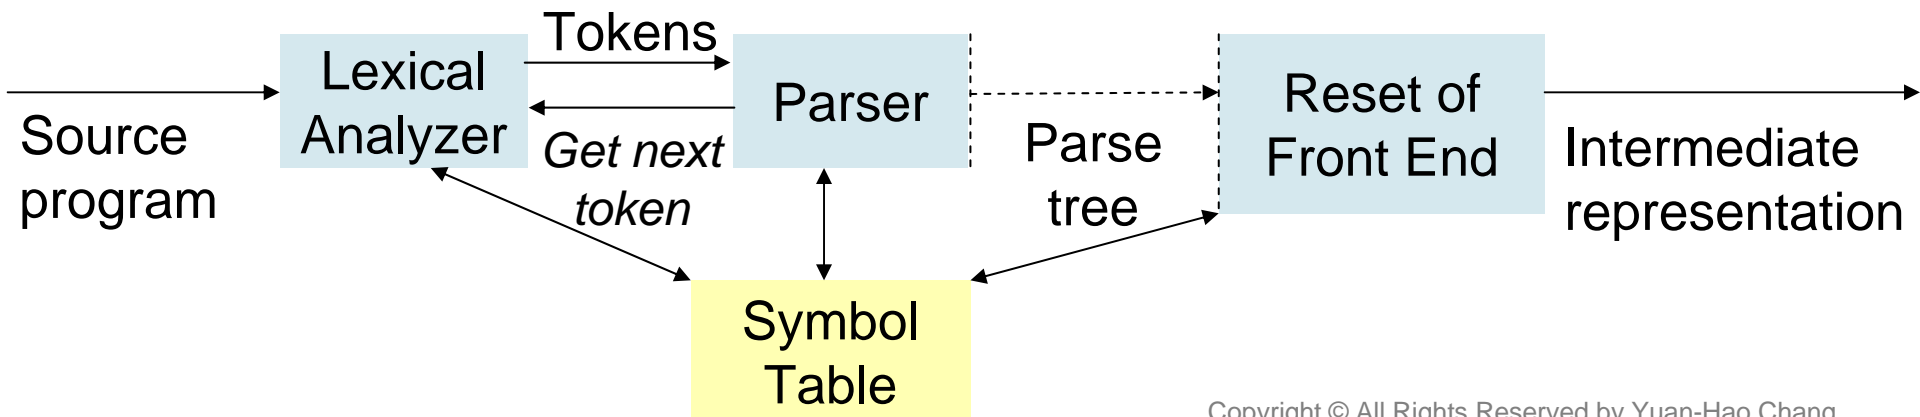 Source
program
Lexical
Analyzer
Tokens
Get next
token
Parser
Parse
tree
Reset of
Front End
Intermediate
representation
Symbol
Table
Copyright © All Rights Reserved by Yuan-Hao Chang